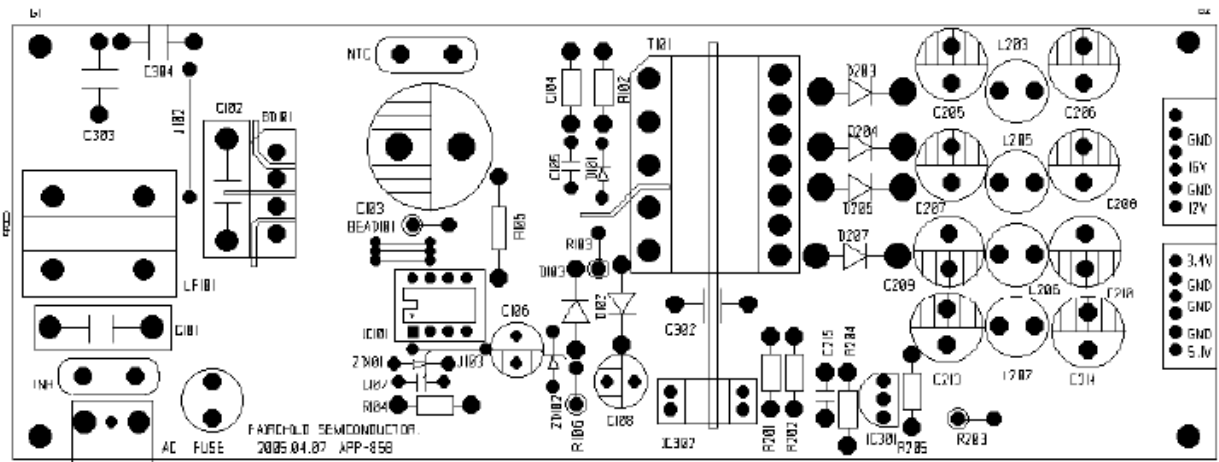 T101
L203
NTC
C304
D203
C104
R102
C102
BD101
C205
C206
C303
J102
GND
D204
L205
C105
D101
16V
GND
D205
12V
C103
C207
C208
BEAD101
R105
R103
D207
3.4V
D103
GND
LF101
C209
L206
C210
D102
GND
C106
C101
IC101
C302
GND
C215
R204
5.1V
ZD101
J103
C213
L207
C214
INH
R104
ZD102
C108
R106
IC302
R201
R202
IC301
R205
R203
FAIRCHILD SEMICONDUCTOR.
AC
FUSE
2005.04.07 APP-858